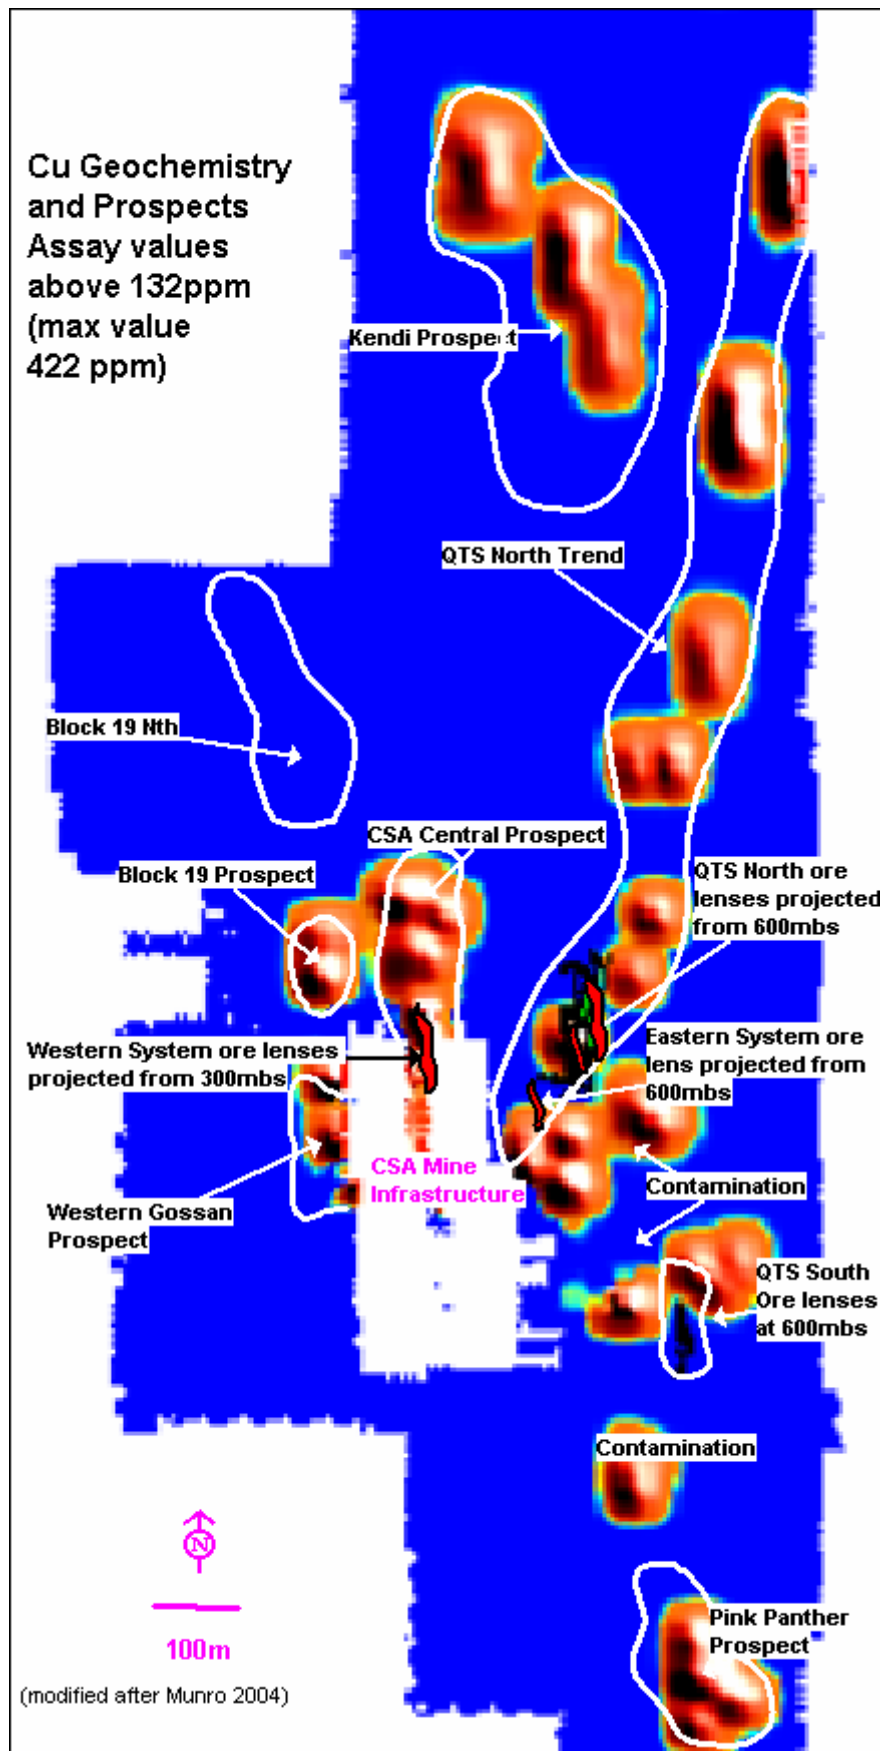 Cu Geochemistry
and Prospects
Assay values
above 132ppm
(max value
422 ppm)
Kendi Prospect
QTS North Trend
Block 19 Nth
CSA Central Prospect
Block 19 Prospect
QTS North ore
lenses projected
from 600mbs
Western System ore lenses
projected from 300mbs
Eastern System ore
lens projected from
600mbs
CSA Mine
Infrastructure
Contamination
Western Gossan
Prospect
QTS South
Ore lenses
at 600mbs
Contamination
N
100m
Pink Panther
Prospect
(modified after Munro 2004)